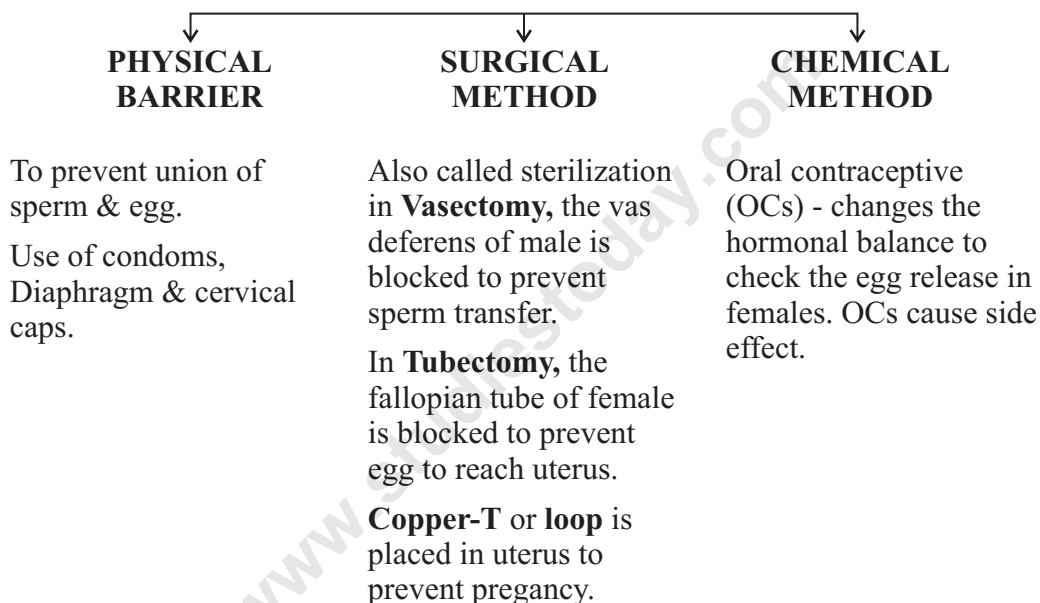 PHYSICAL
BARRIER
To prevent union of
sperm & egg.
Use of condoms,
Diaphragm & cervical
caps.
SURGICAL
METHOD
Also called sterilization
in Vasectomy, the vas
deferens of male is
blocked to prevent
sperm transfer.
In Tubectomy, the
fallopian tube of female
is blocked to prevent
egg to reach uterus.
Copper-T or loop is
placed in uterus to
prevent pregancy.
CHEMICAL
METHOD
Oral contraceptive
(OCs) - changes the
hormonal balance to
check the egg release in
females. OCs cause side
effect.
www.studiestoday.com